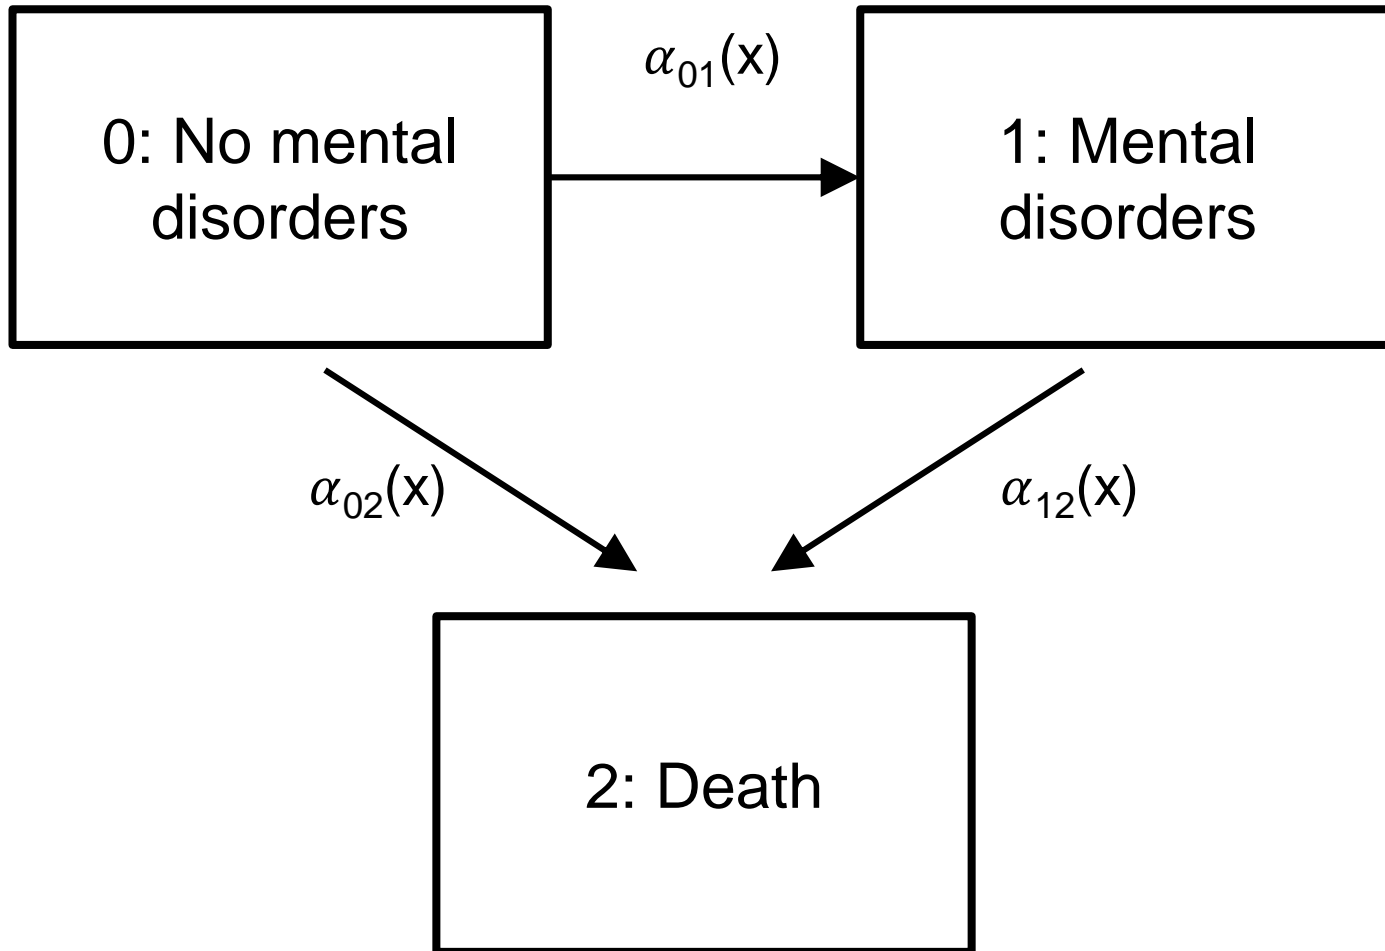 α₀₁(x)
0: No mental
disorders
1: Mental
disorders
α₀₂(x)
α₁₂(x)
2: Death